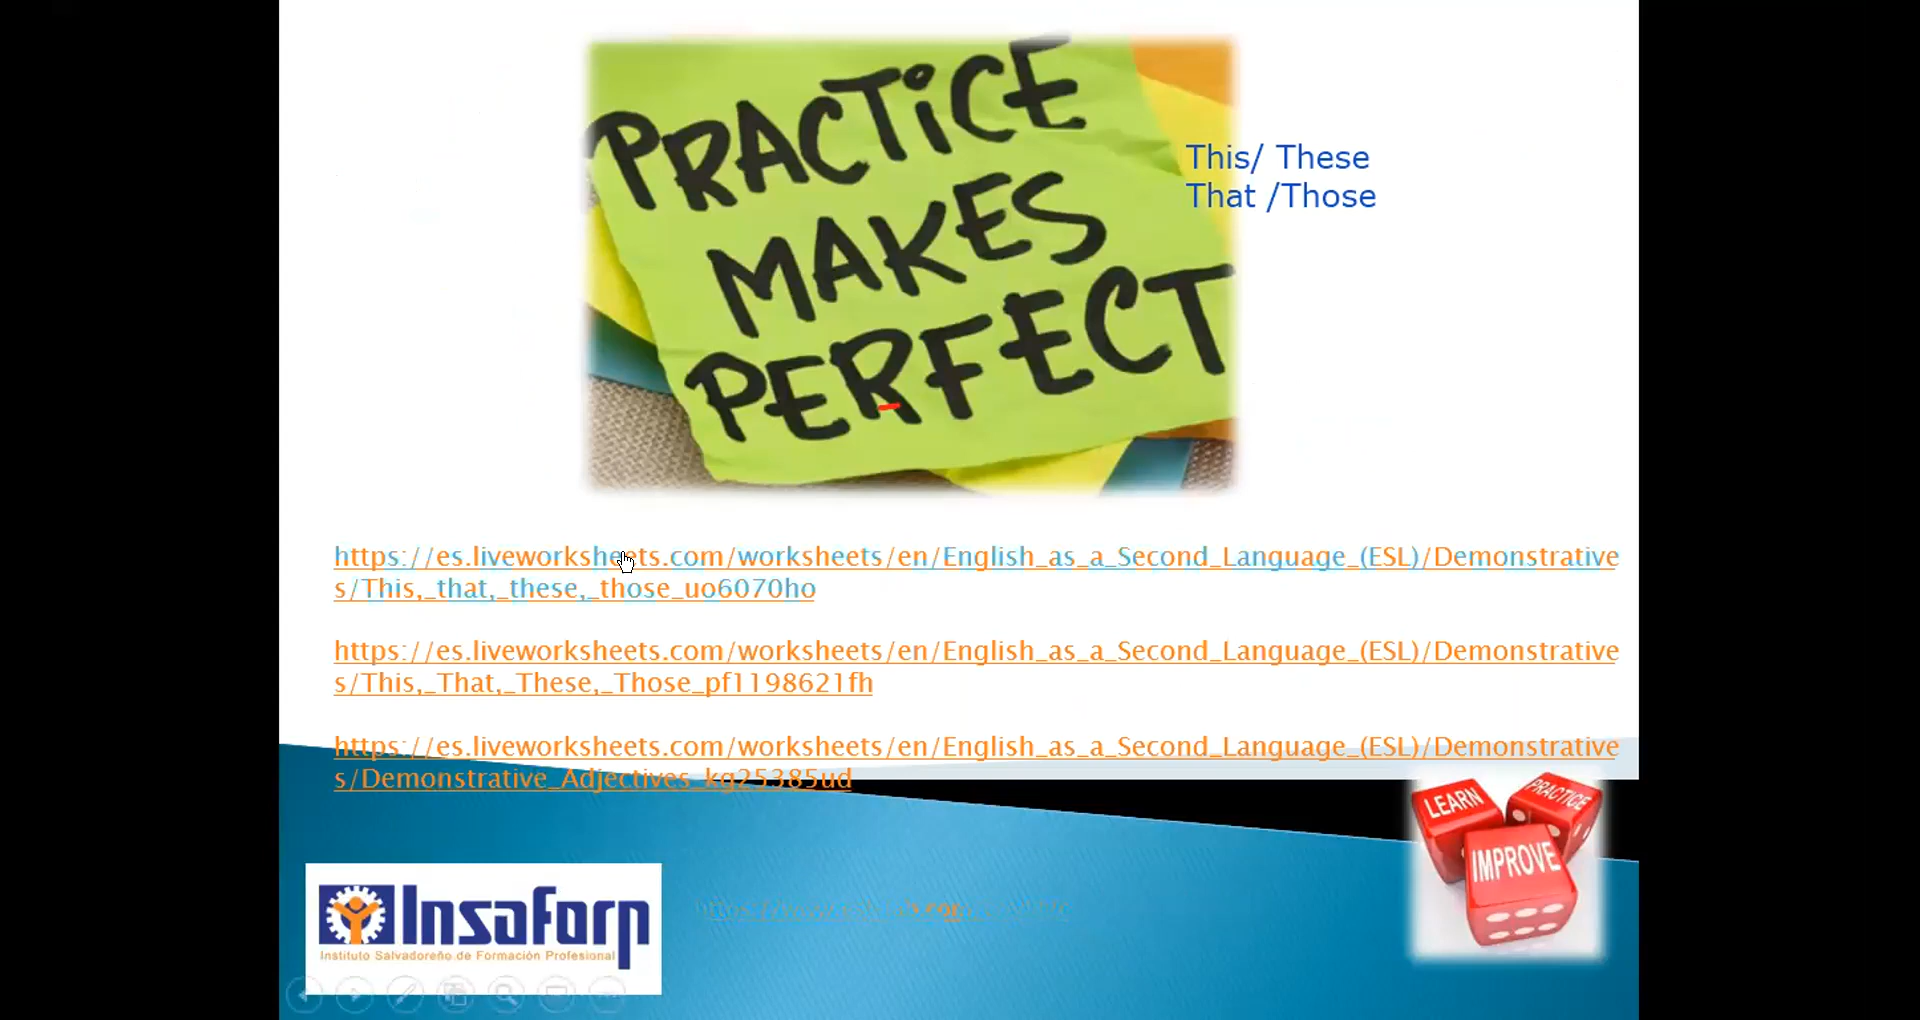 PRACTICE
MAKES
PERFECT
This/ These
That /Those
https://es.liveworksheets.com/worksheets/en/English_as_a_Second_Language_(ESL)/Demonstrative
s/This,_that,_these,_those_uo6070ho
https://es.liveworksheets.com/worksheets/en/English_as_a_Second_Language_(ESL)/Demonstrative
s/This,_That,_These,_Those_pf1198621fh
https://es.liveworksheets.com/worksheets/en/English_as_a_Second_Language_(ESL)/Demonstrative
s/Demonstrative_Adjectives_kg25385ud
LEARN
PRACTICE
IMPROVE
Insaforp
Instituto Salvadoreño de Formación Profesional